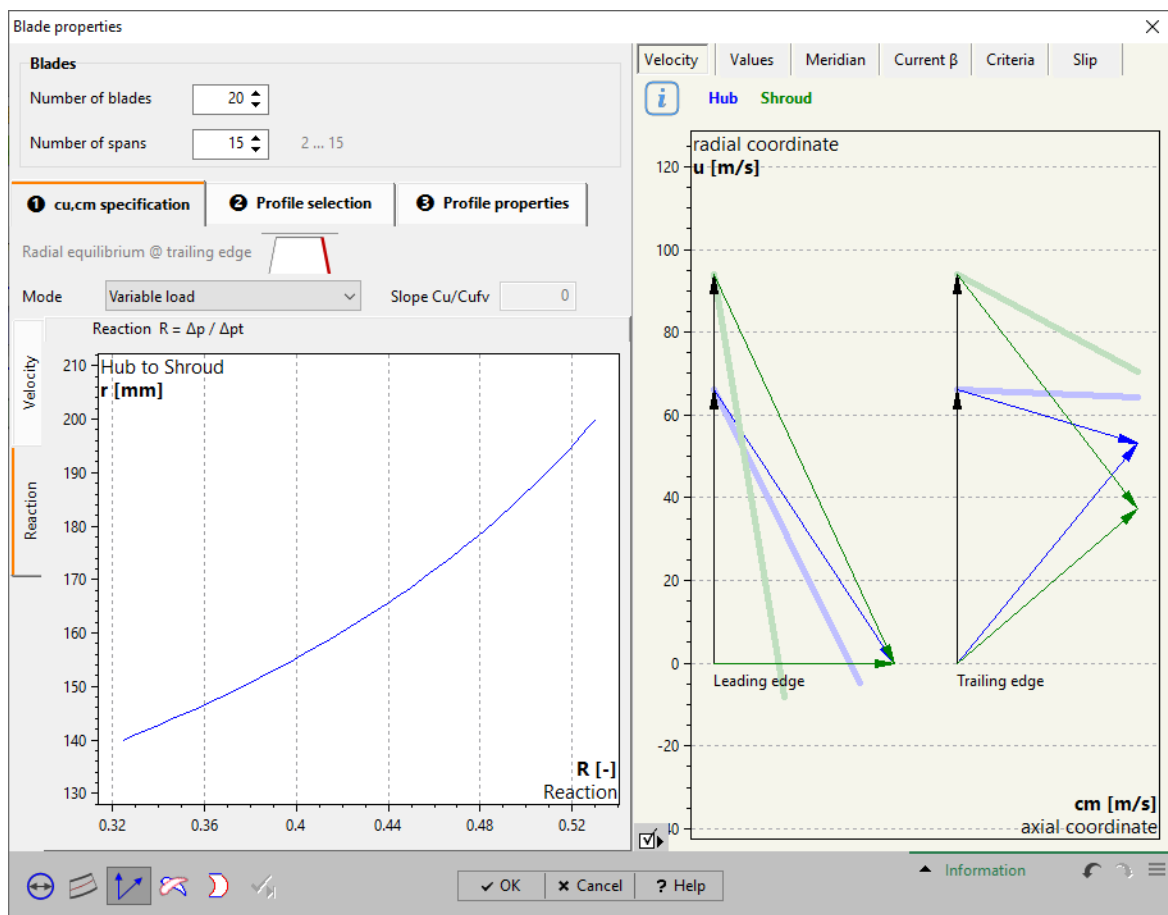 Blade properties
Blades
Number of blades 20
Number of spans 15 2 ... 15
1 cu,cm specification
2 Profile selection
3 Profile properties
Radial equilibrium @ trailing edge
Mode Variable load Slope Cu/Cufv 0
Velocity
Reaction
Reaction R = Δp / Δpt
Hub to Shroud
r [mm]
210
200
190
180
170
160
150
140
130
R [-]
Reaction
0.32 0.36 0.4 0.44 0.48 0.52
Velocity Values Meridian Current β Criteria Slip
i Hub Shroud
radial coordinate
u [m/s]
120
100
80
60
40
20
0
-20
Leading edge Trailing edge
cm [m/s]
axial coordinate
40
OK Cancel ? Help
Information